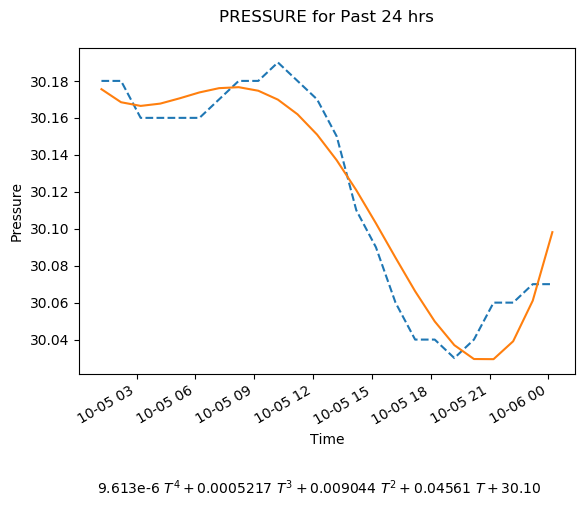 PRESSURE for Past 24 hrs
Pressure
30.18
30.16
30.14
30.12
30.10
30.08
30.06
30.04
10-05 03 10-05 06 10-05 09 10-05 12 10-05 15 10-05 18 10-05 21 10-06 00
Time
9.613e-6 T⁴ + 0.0005217 T³ + 0.009044 T² + 0.04561 T + 30.10